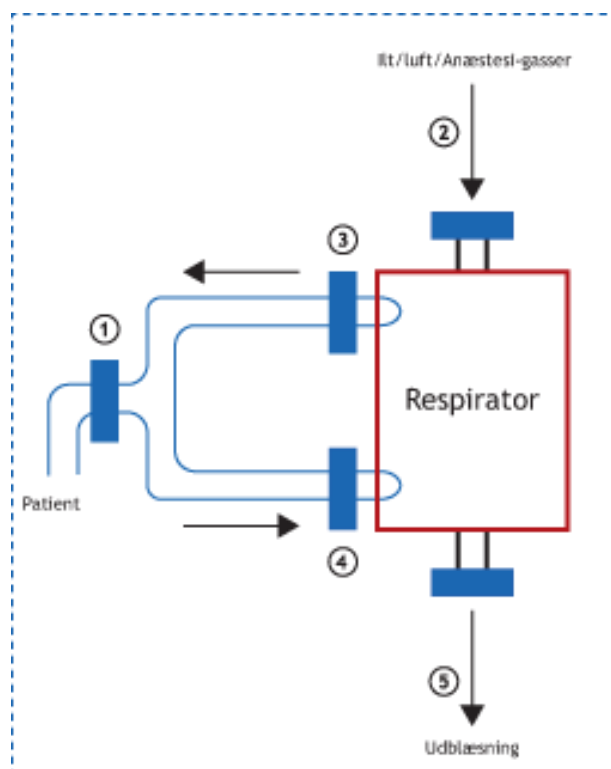 Ilt/luft/Anæstesi-gasser
2
3
1
Respirator
Patient
4
5
Udblæsning